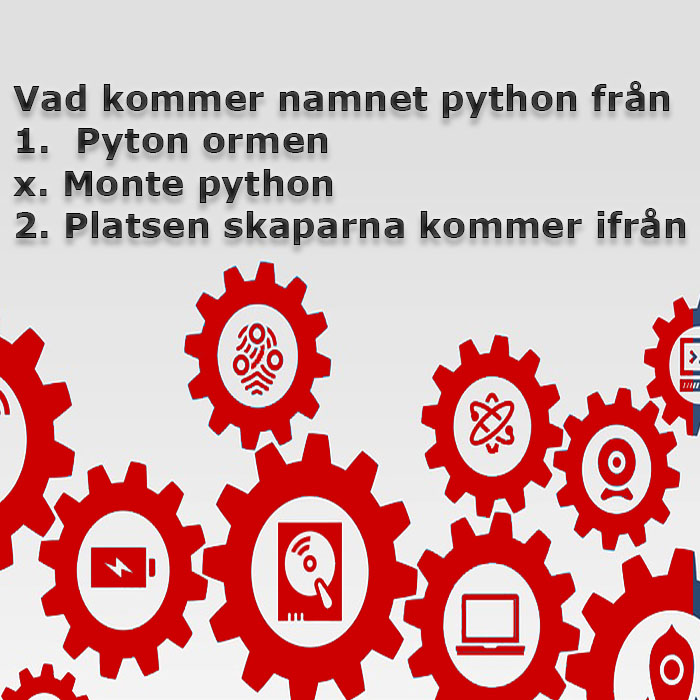 Vad kommer namnet python från
1. Pyton ormen
x. Monte python
2. Platsen skaparna kommer ifrån